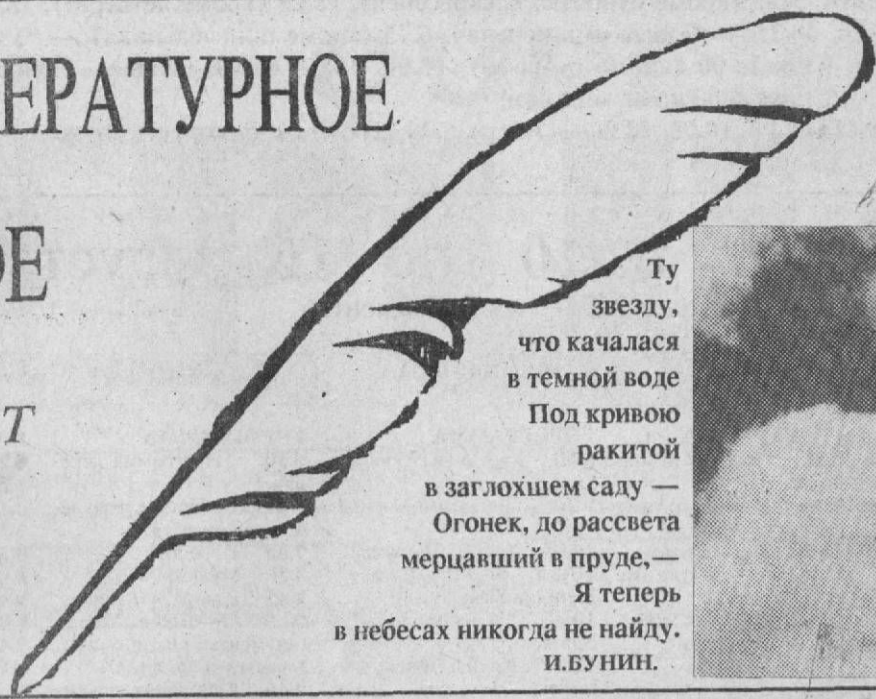 ЕРАТУРНОЕ
ОЕ
Т
Ту
звезду,
что качалася
в темной воде
Под кривою
ракитой
в заглохшем саду —
Огонек, до рассвета
мерцавший в пруде,—
Я теперь
в небесах никогда не найду.
И.БУНИН.